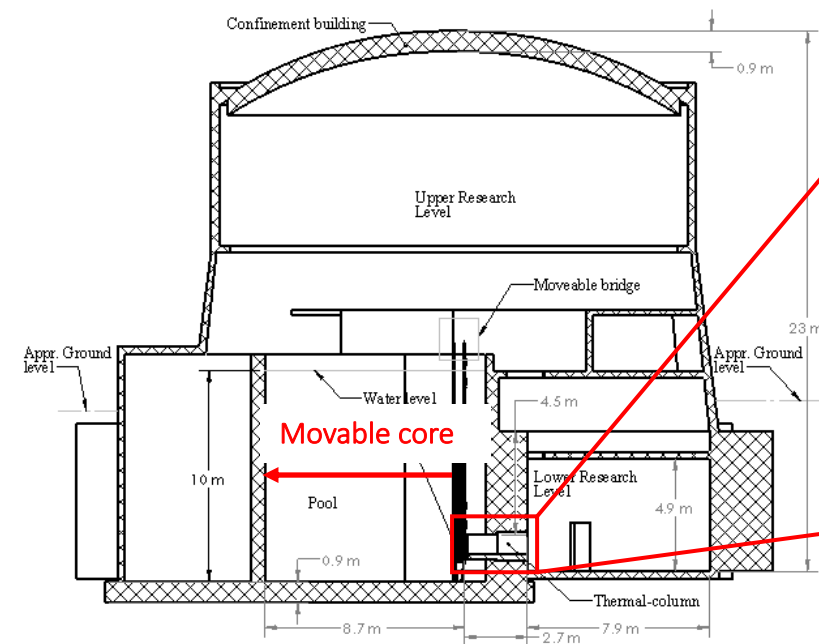 Confinement building
0.9 m
Upper Research
Level
Moveable bridge
23 m
Appr. Ground
level
Appr. Ground
level
Water level
4.5 m
Movable core
10 m
Pool
Lower Research
Level
4.9 m
0.9 m
Thermal-column
8.7 m
2.7 m
7.9 m